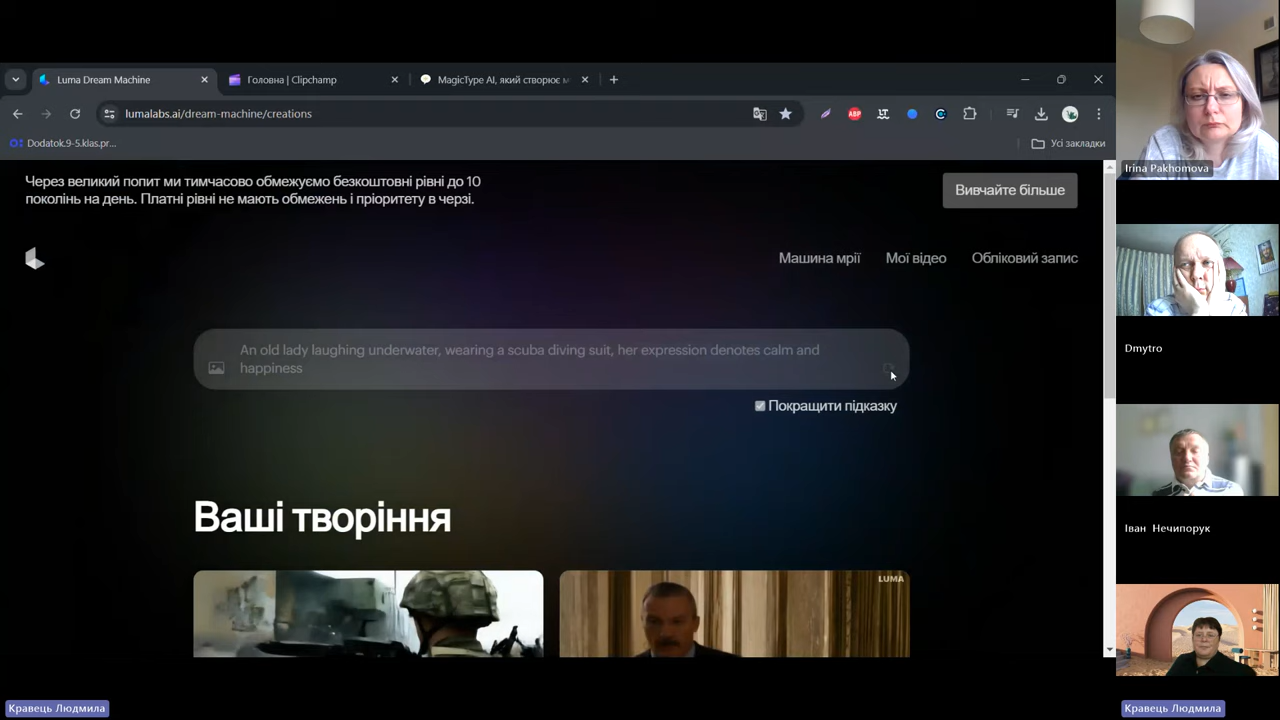 Luma Dream Machine
Головна | Clipchamp
MagicType AI, який створює м
lumalabs.ai/dream-machine/creations
ABP
Dodatok.9-5.klas.pr...
Усі закладки
Через великий попит ми тимчасово обмежуємо безкоштовні рівні до 10
поколінь на день. Платні рівні не мають обмежень і пріоритету в черзі.
Вивчайте більше
Машина мрії
Мої відео
Обліковий запис
An old lady laughing underwater, wearing a scuba diving suit, her expression denotes calm and
happiness
Покращити підказку
Ваші творіння
LUMA
Кравець Людмила
Irina Pakhomova
Dmytro
Іван Нечипорук
Кравець Людмила